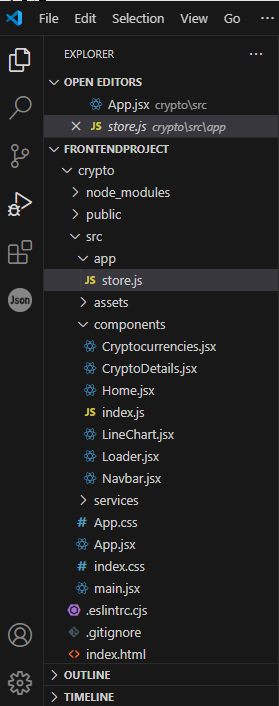 File Edit Selection View Go ...
EXPLORER ...
OPEN EDITORS
App.jsx crypto\src
JS store.js crypto\src\app
FRONTENDPROJECT
crypto
node_modules
public
src
app
JS store.js
assets
components
Cryptocurrencies.jsx
CryptoDetails.jsx
Home.jsx
JS index.js
LineChart.jsx
Loader.jsx
Navbar.jsx
services
# App.css
App.jsx
# index.css
main.jsx
.eslintrc.cjs
.gitignore
<> index.html
OUTLINE
TIMELINE
Json